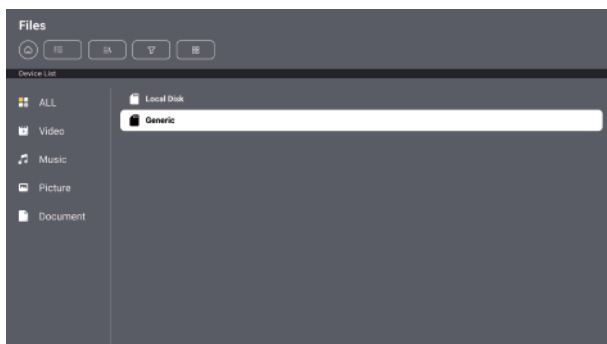 Files
Device List
ALL
Video
Music
Picture
Document
Local Disk
Generic